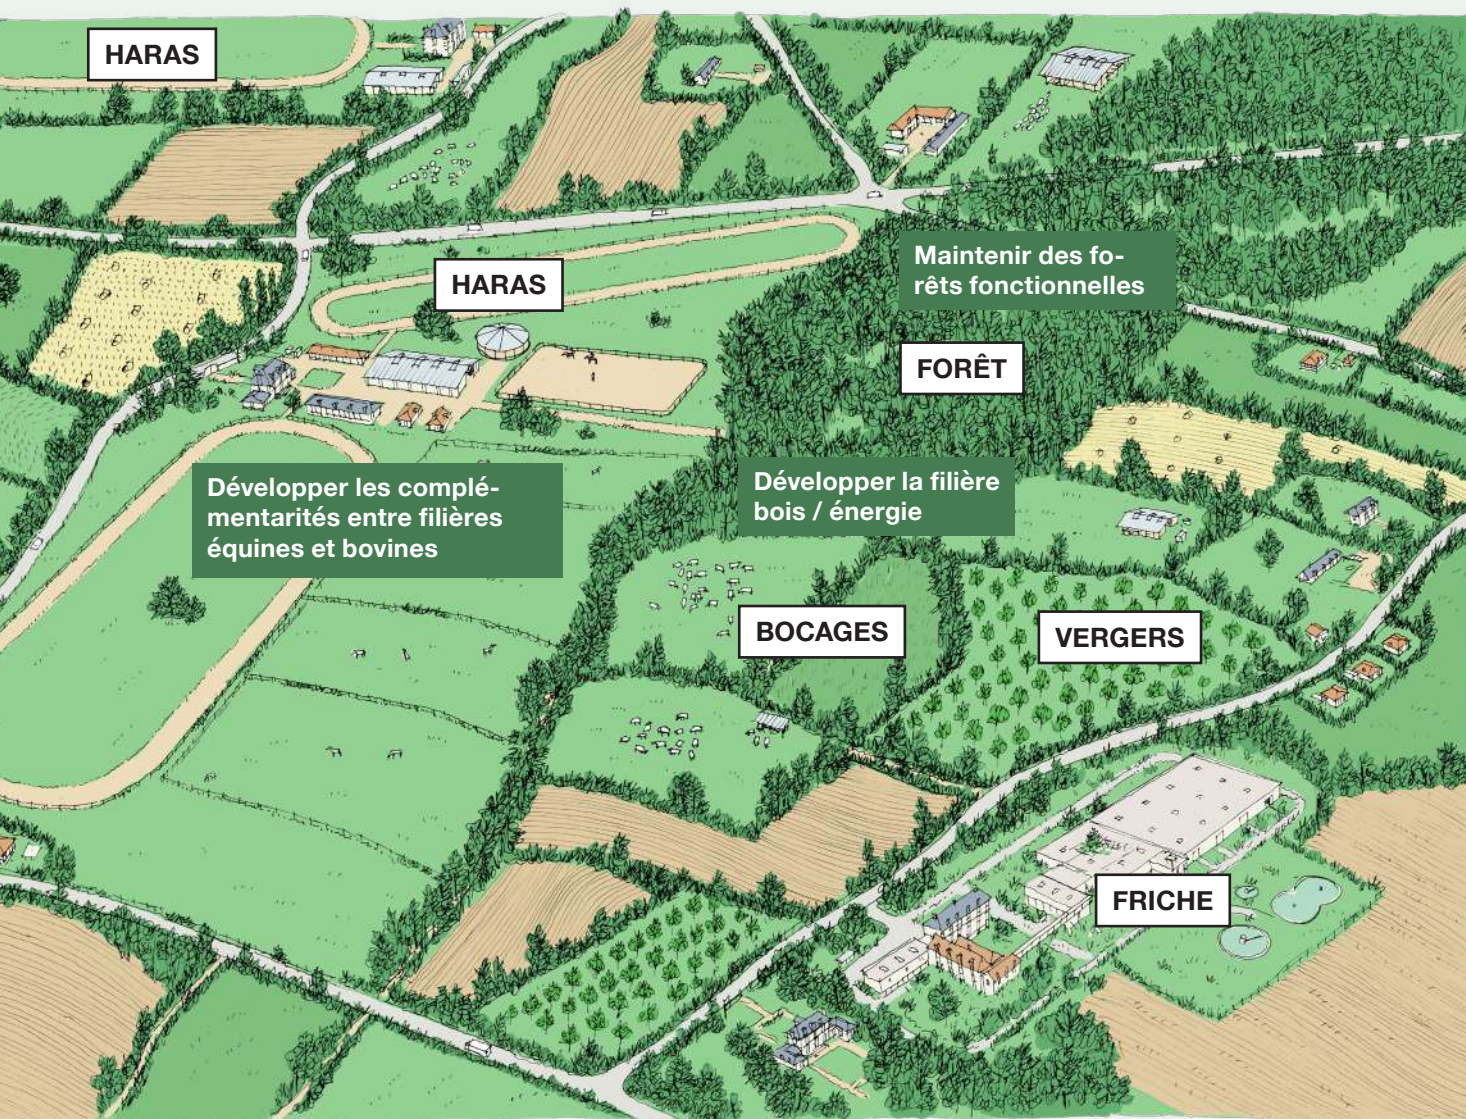 HARAS
Maintenir des fo-
rêts fonctionnelles
HARAS
FORÊT
Développer les complé-
mentarités entre filières
équines et bovines
Développer la filière
bois / énergie
BOCAGES
VERGERS
FRICHE